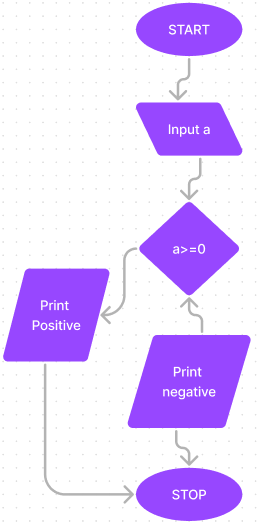 START
Input a
a>=0
Print
Positive
Print
negative
STOP